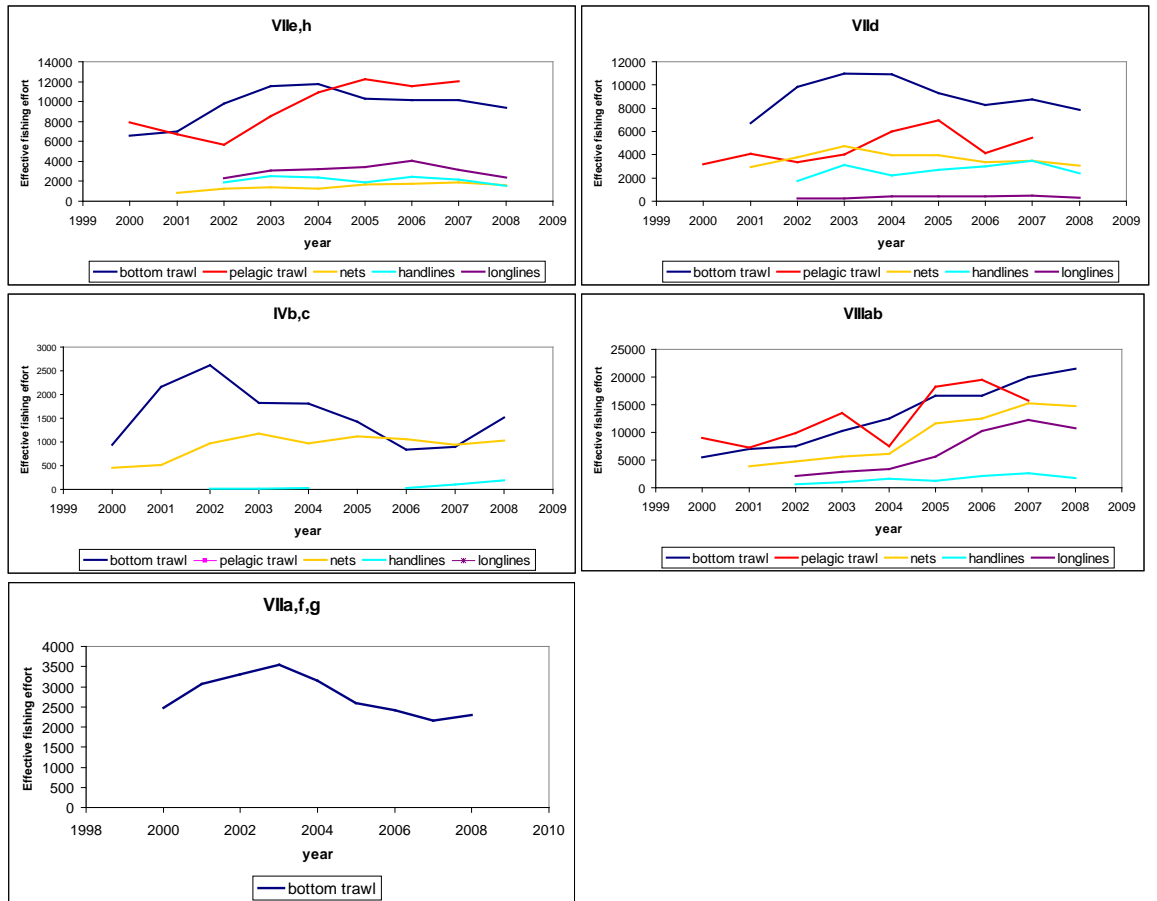 VIIe,h
Effective fishing effort
14000
12000
10000
8000
6000
4000
2000
0
1999 2000 2001 2002 2003 2004 2005 2006 2007 2008 2009
year
bottom trawl pelagic trawl nets handlines longlines
VIId
Effective fishing effort
12000
10000
8000
6000
4000
2000
0
1999 2000 2001 2002 2003 2004 2005 2006 2007 2008 2009
year
bottom trawl pelagic trawl nets handlines longlines
IVb,c
Effective fishing effort
3000
2500
2000
1500
1000
500
0
1999 2000 2001 2002 2003 2004 2005 2006 2007 2008 2009
year
bottom trawl pelagic trawl nets handlines longlines
VIIIab
Effective fishing effort
25000
20000
15000
10000
5000
0
1999 2000 2001 2002 2003 2004 2005 2006 2007 2008 2009
year
bottom trawl pelagic trawl nets handlines longlines
VIIa,f,g
Effective fishing effort
4000
3500
3000
2500
2000
1500
1000
500
0
1998 2000 2002 2004 2006 2008 2010
year
bottom trawl